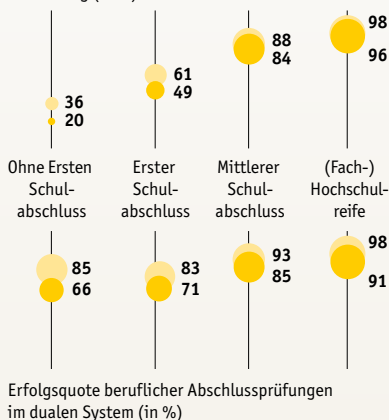 36
20
61
49
88
84
98
96
Ohne Ersten Schul-abschluss
Erster Schul-abschluss
Mittlerer Schul-abschluss
(Fach-) Hochschul-reife
85
66
83
71
93
85
98
91
Erfolgsquote beruflicher Abschlussprüfungen
im dualen System (in %)